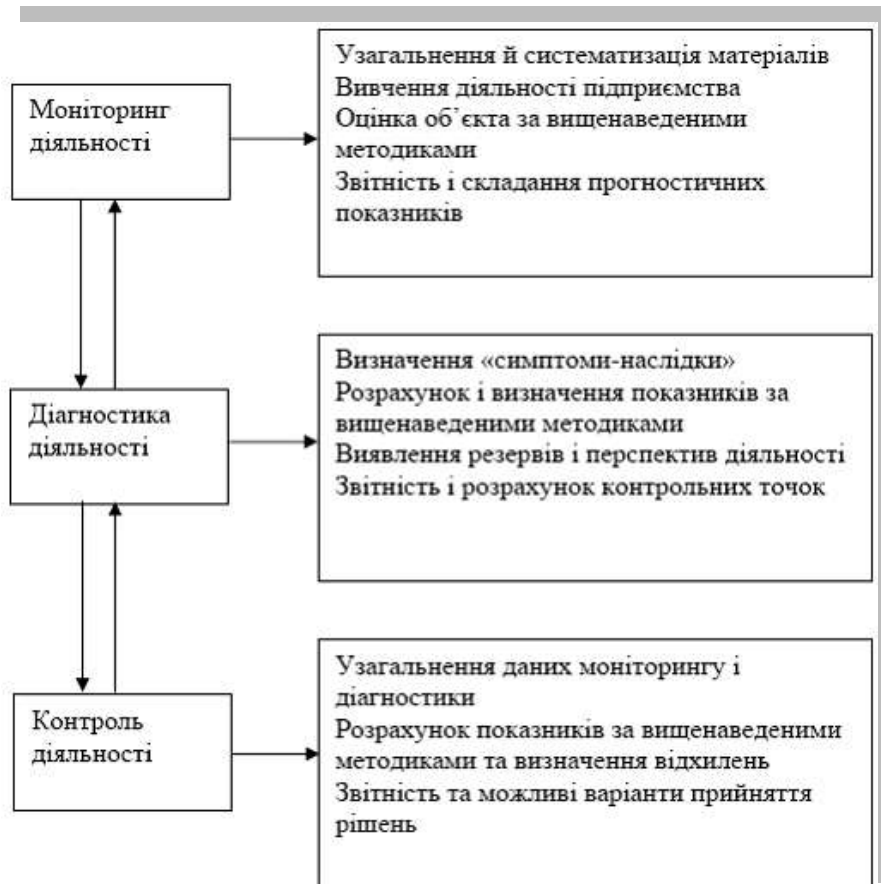 Моніторинг
діяльності
Узагальнення й систематизація матеріалів
Вивчення діяльності підприємства
Оцінка об’єкта за вищенаведеними
методиками
Звітність і складання прогностичних
показників
Діагностика
діяльності
Визначення «симптоми-наслідки»
Розрахунок і визначення показників за
вищенаведеними методиками
Виявлення резервів і перспектив діяльності
Звітність і розрахунок контрольних точок
Контроль
діяльності
Узагальнення даних моніторингу і
діагностики
Розрахунок показників за вищенаведеними
методиками та визначення відхилень
Звітність та можливі варіанти прийняття
рішень